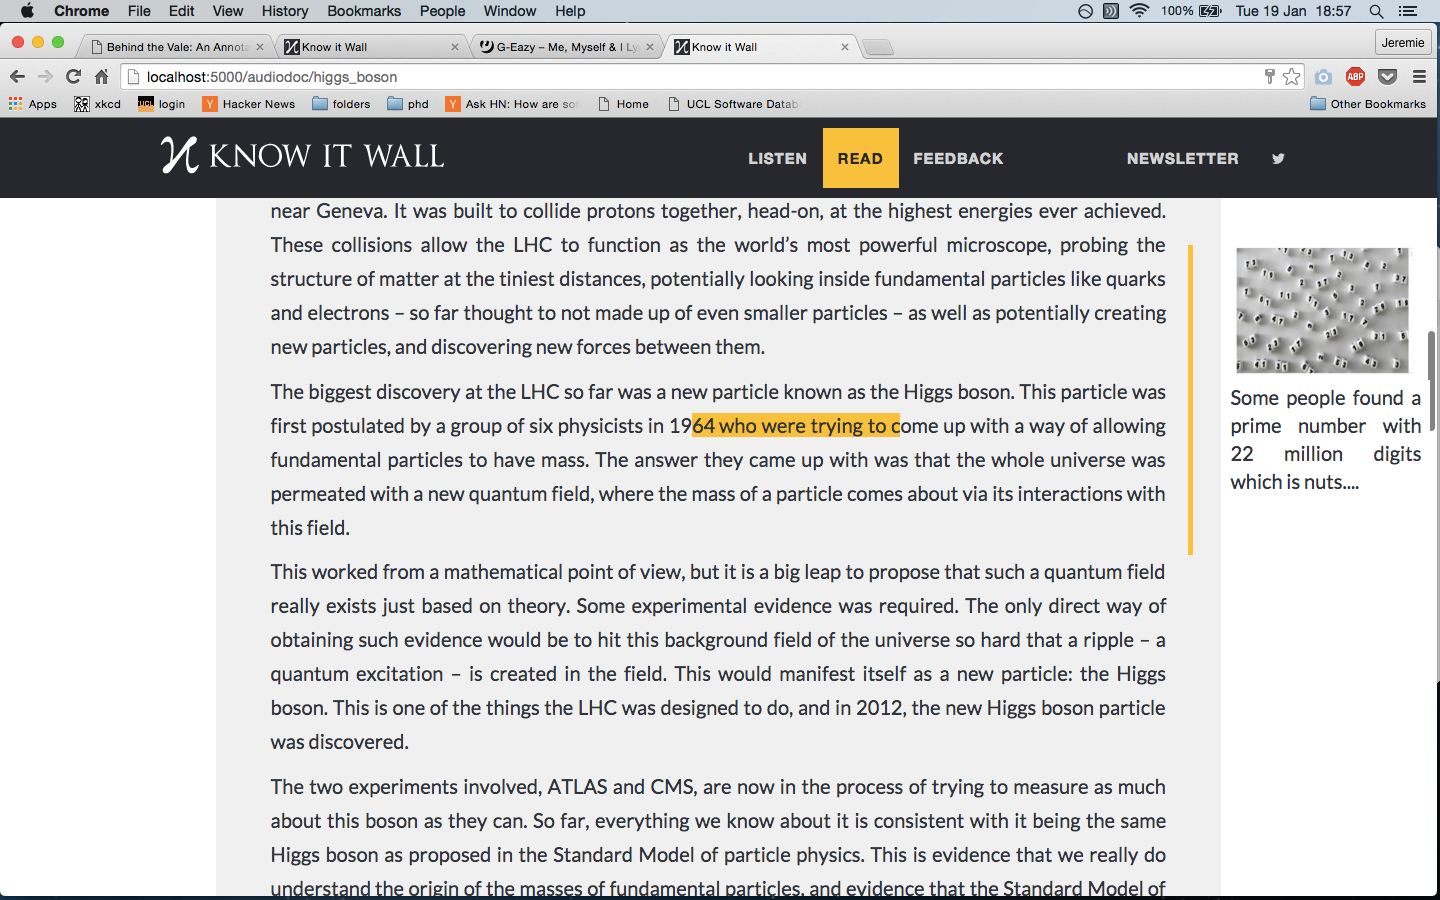 Chrome File Edit View History Bookmarks People Window Help 100% Tue 19 Jan 18:57
Behind the Vale: An Annota Know it Wall G-Eazy – Me, Myself & I Ly Know it Wall Jeremie
localhost:5000/audiodoc/higgs_boson ABP
Apps xkcd UCL login Y Hacker News folders phd Y Ask HN: How are so Home UCL Software Datab Other Bookmarks
KNOW IT WALL LISTEN READ FEEDBACK NEWSLETTER
near Geneva. It was built to collide protons together, head-on, at the highest energies ever achieved.
These collisions allow the LHC to function as the world’s most powerful microscope, probing the
structure of matter at the tiniest distances, potentially looking inside fundamental particles like quarks
and electrons – so far thought to not made up of even smaller particles – as well as potentially creating
new particles, and discovering new forces between them.
The biggest discovery at the LHC so far was a new particle known as the Higgs boson. This particle was
first postulated by a group of six physicists in 1964 who were trying to come up with a way of allowing
fundamental particles to have mass. The answer they came up with was that the whole universe was
permeated with a new quantum field, where the mass of a particle comes about via its interactions with
this field.
This worked from a mathematical point of view, but it is a big leap to propose that such a quantum field
really exists just based on theory. Some experimental evidence was required. The only direct way of
obtaining such evidence would be to hit this background field of the universe so hard that a ripple – a
quantum excitation – is created in the field. This would manifest itself as a new particle: the Higgs
boson. This is one of the things the LHC was designed to do, and in 2012, the new Higgs boson particle
was discovered.
The two experiments involved, ATLAS and CMS, are now in the process of trying to measure as much
about this boson as they can. So far, everything we know about it is consistent with it being the same
Higgs boson as proposed in the Standard Model of particle physics. This is evidence that we really do
understand the origin of the masses of fundamental particles, and evidence that the Standard Model of
Some people found a
prime number with
22 million digits
which is nuts....